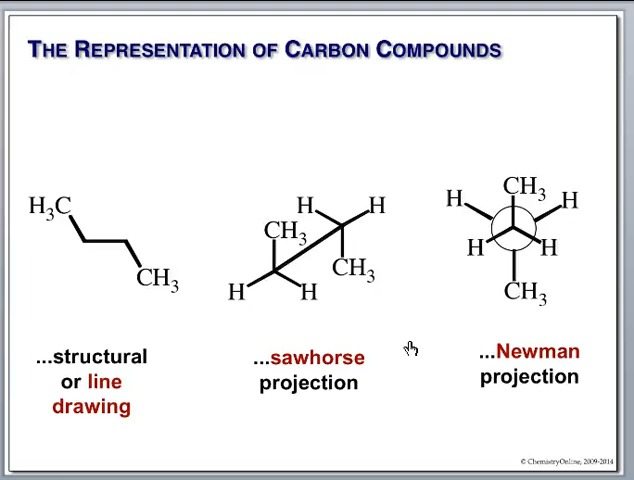 THE REPRESENTATION OF CARBON COMPOUNDS
H₃C
CH₃
H
H
CH₃
CH₃
H
H
CH₃
H
H
H
H
CH₃
...structural
or line
drawing
...sawhorse
projection
...Newman
projection
© ChemistryOnline, 2009-2014